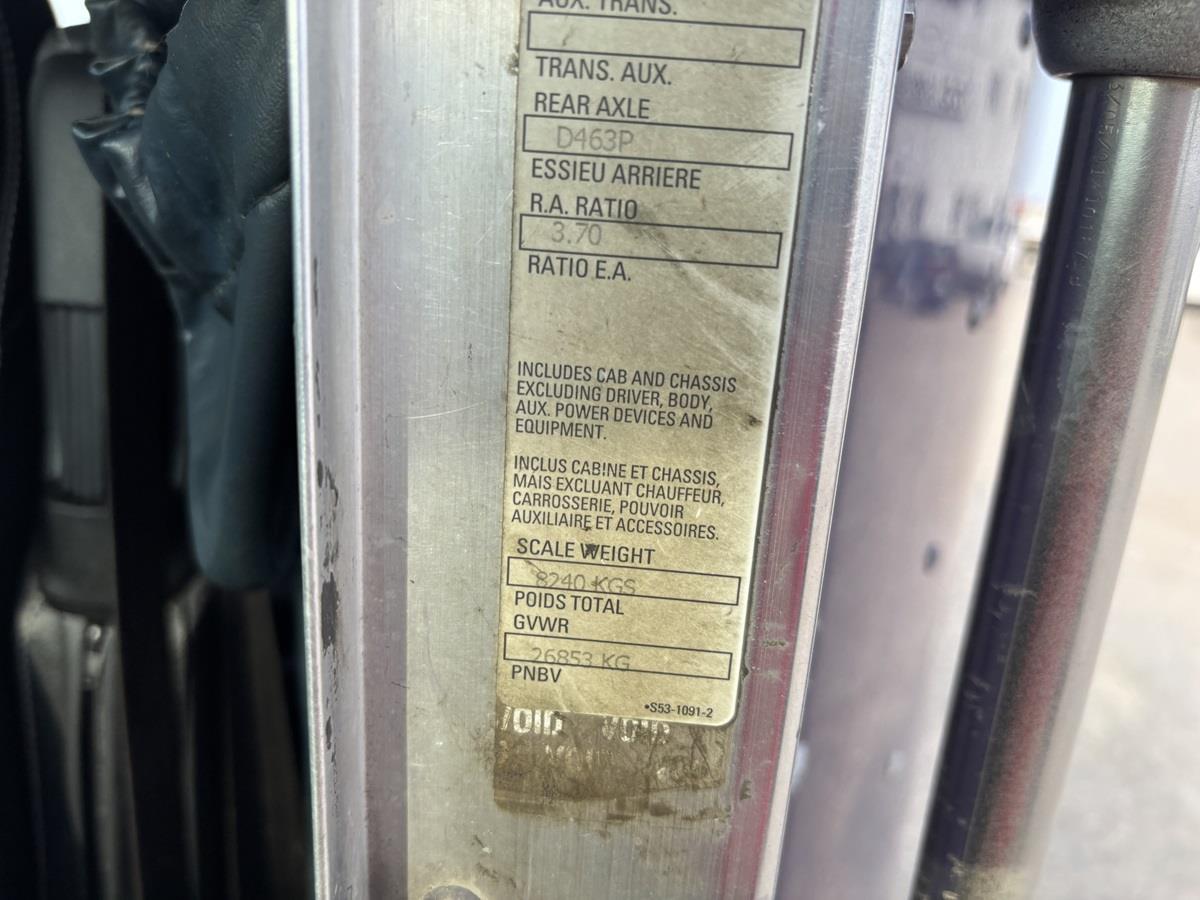 AUX. TRANS.
TRANS. AUX.
REAR AXLE
D463P
ESSIEU ARRIERE
R.A. RATIO
3.70
RATIO E.A.
INCLUDES CAB AND CHASSIS
EXCLUDING DRIVER, BODY,
AUX. POWER DEVICES AND
EQUIPMENT.
INCLUS CABINE ET CHASSIS,
MAIS EXCLUANT CHAUFFEUR,
CARROSSERIE, POUVOIR
AUXILIAIRE ET ACCESSOIRES.
SCALE WEIGHT
8240 KGS
POIDS TOTAL
GVWR
26853 KG
PNBV
•S53-1091-2